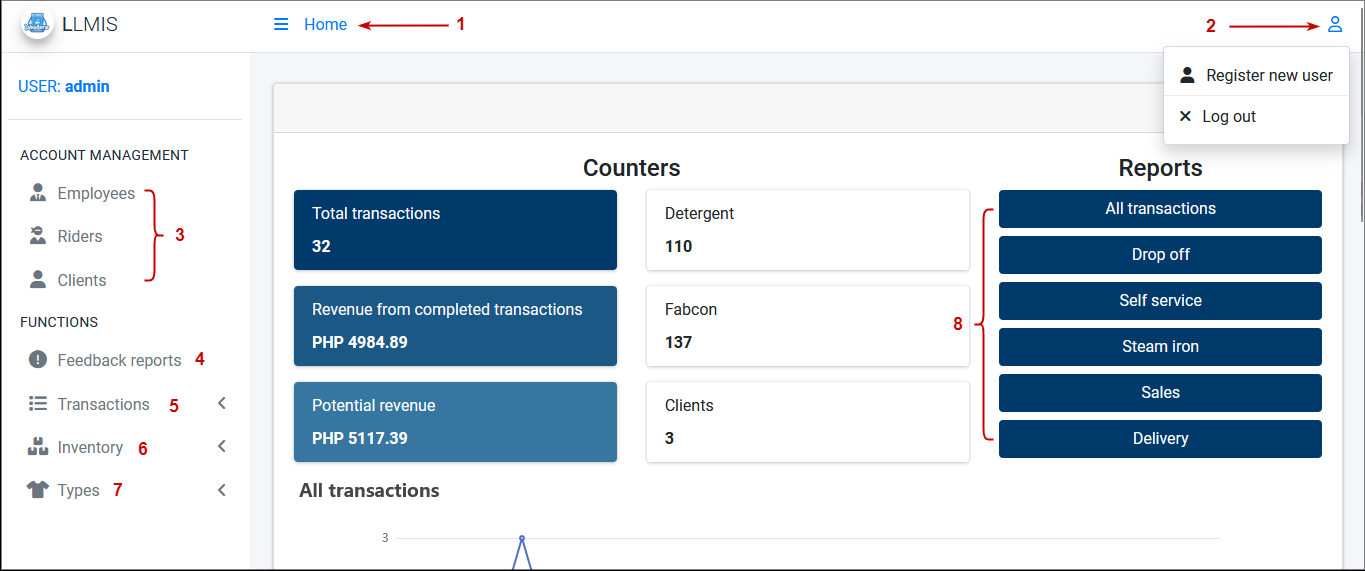 LLMIS
Home
1
2
Register new user
Log out
USER: admin
ACCOUNT MANAGEMENT
Employees
Riders
Clients
3
FUNCTIONS
Feedback reports
4
Transactions
5
Inventory
6
Types
7
Counters
Total transactions
32
Revenue from completed transactions
PHP 4984.89
Potential revenue
PHP 5117.39
Detergent
110
Fabcon
137
Clients
3
Reports
8
All transactions
Drop off
Self service
Steam iron
Sales
Delivery
All transactions
3